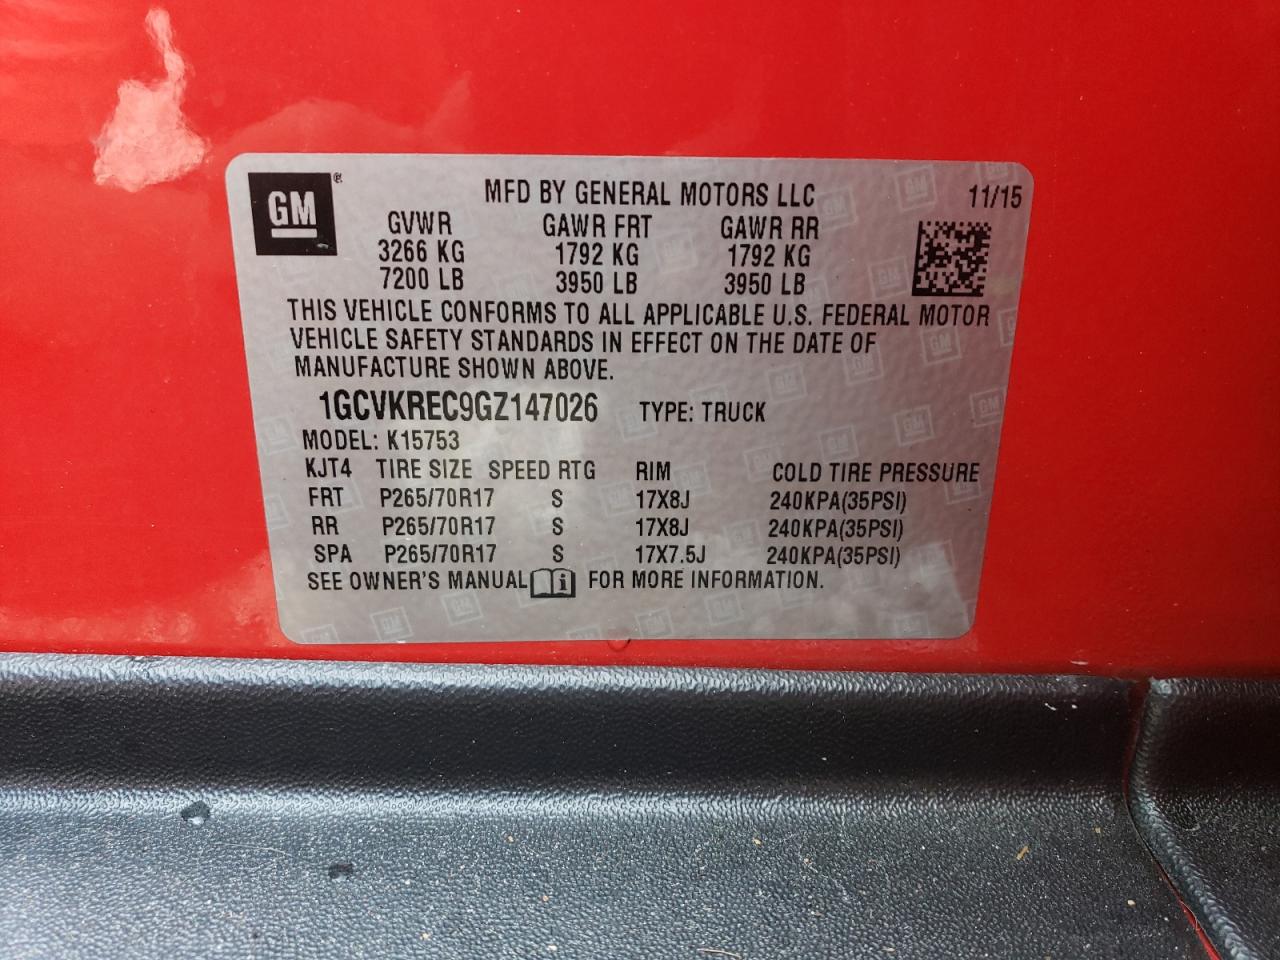 GM ® MFD BY GENERAL MOTORS LLC 11/15
GVWR GAWR FRT GAWR RR
3266 KG 1792 KG 1792 KG
7200 LB 3950 LB 3950 LB
THIS VEHICLE CONFORMS TO ALL APPLICABLE U.S. FEDERAL MOTOR
VEHICLE SAFETY STANDARDS IN EFFECT ON THE DATE OF
MANUFACTURE SHOWN ABOVE.
1GCVKREC9GZ147026 TYPE: TRUCK
MODEL: K15753
KJT4 TIRE SIZE SPEED RTG RIM COLD TIRE PRESSURE
FRT P265/70R17 S 17X8J 240KPA(35PSI)
RR P265/70R17 S 17X8J 240KPA(35PSI)
SPA P265/70R17 S 17X7.5J 240KPA(35PSI)
SEE OWNER'S MANUAL i FOR MORE INFORMATION.